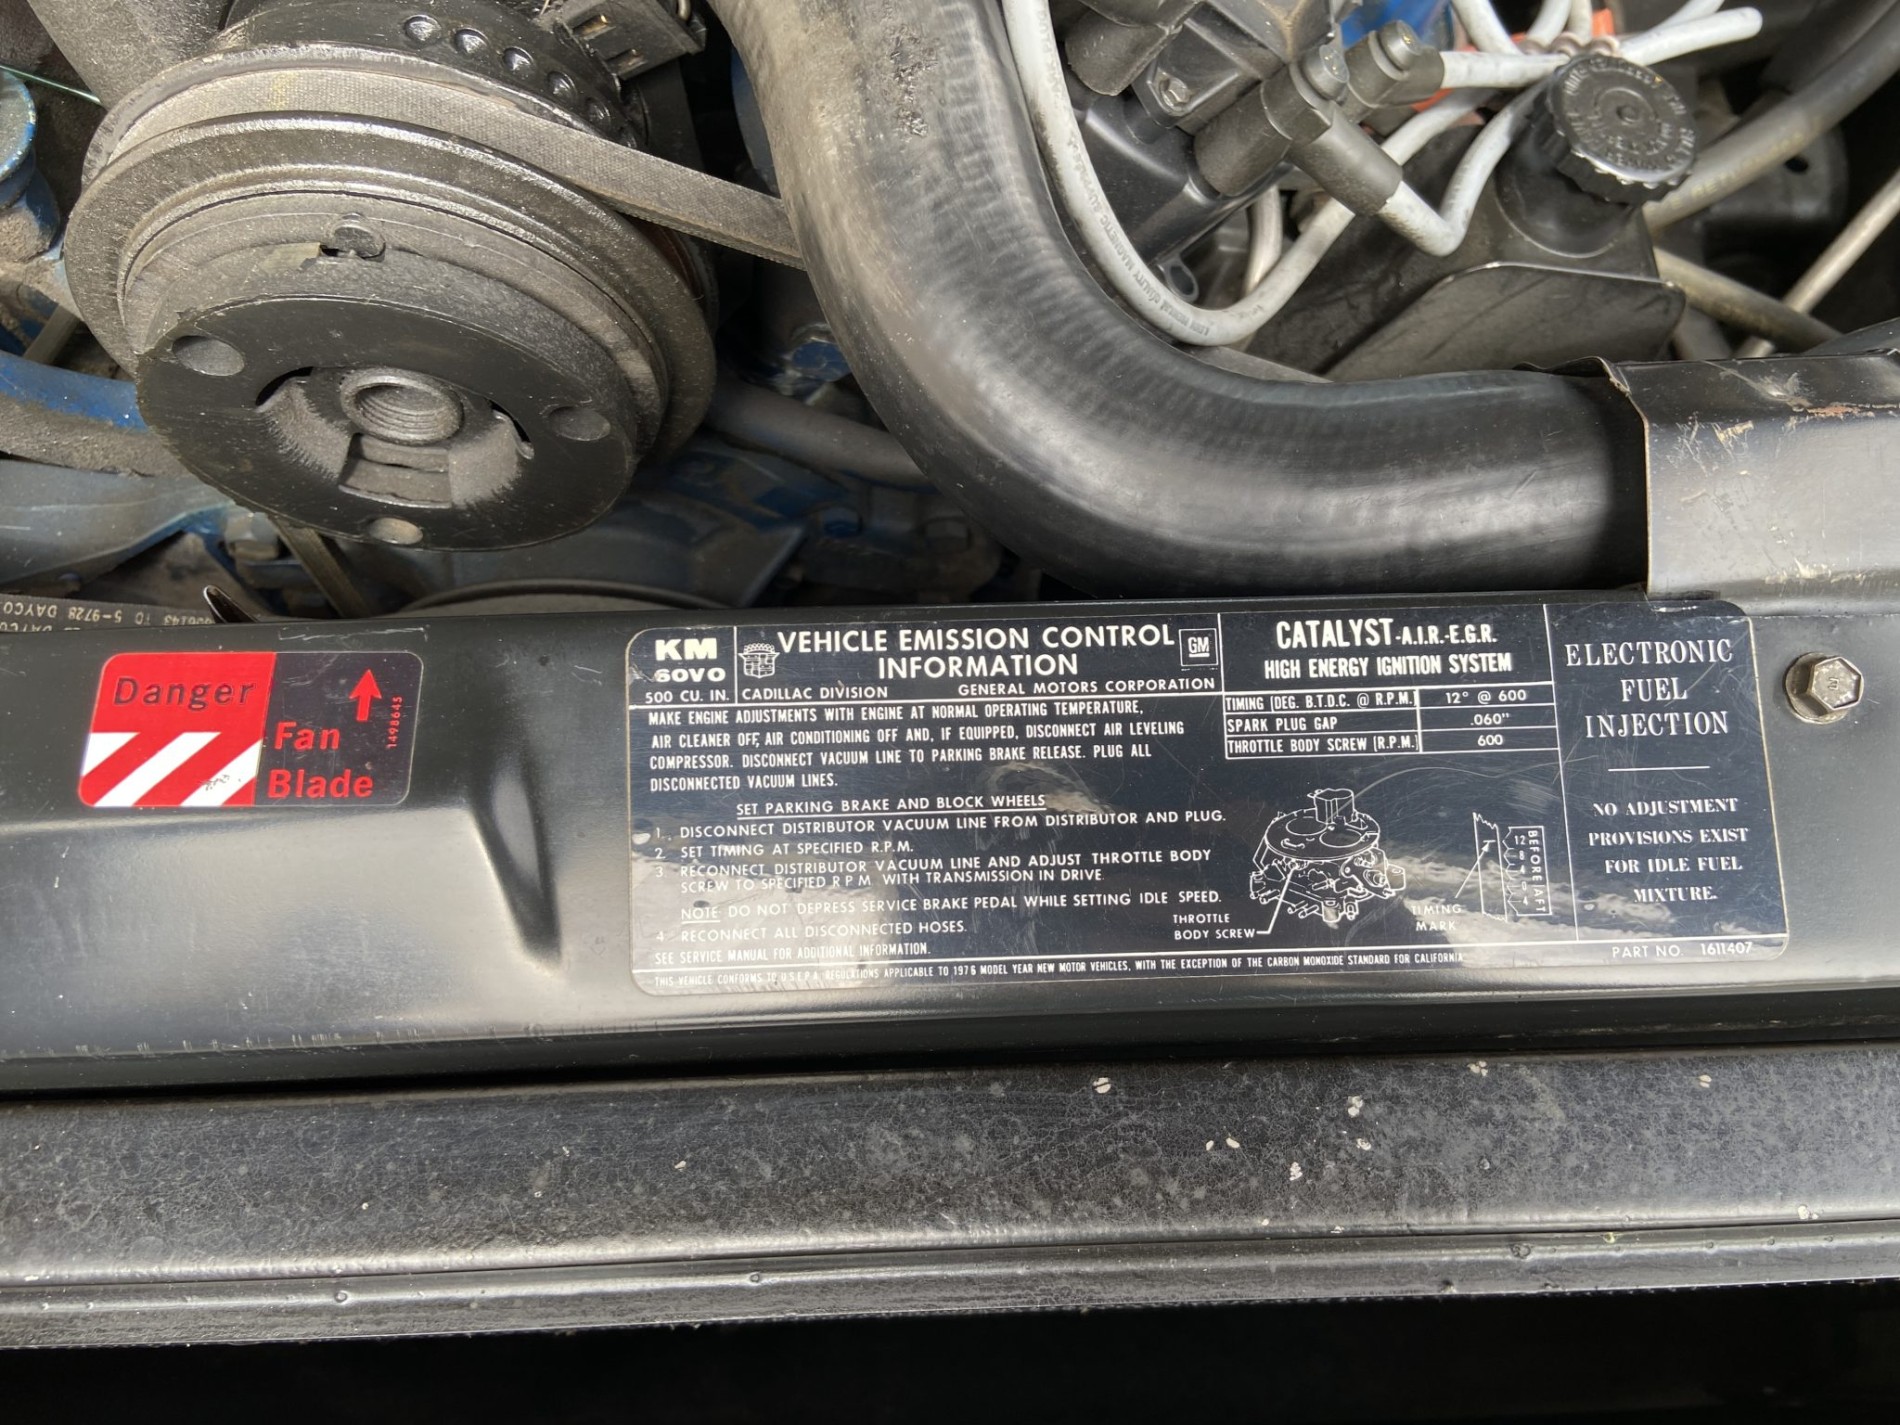 5-9728 DAYCO
Danger
Fan
Blade
1498645
KM
60V0
500 CU. IN.
VEHICLE EMISSION CONTROL
INFORMATION
GM
CADILLAC DIVISION GENERAL MOTORS CORPORATION
MAKE ENGINE ADJUSTMENTS WITH ENGINE AT NORMAL OPERATING TEMPERATURE,
AIR CLEANER OFF, AIR CONDITIONING OFF AND, IF EQUIPPED, DISCONNECT AIR LEVELING
COMPRESSOR. DISCONNECT VACUUM LINE TO PARKING BRAKE RELEASE. PLUG ALL
DISCONNECTED VACUUM LINES.
SET PARKING BRAKE AND BLOCK WHEELS
1. DISCONNECT DISTRIBUTOR VACUUM LINE FROM DISTRIBUTOR AND PLUG.
2. SET TIMING AT SPECIFIED R.P.M.
3. RECONNECT DISTRIBUTOR VACUUM LINE AND ADJUST THROTTLE BODY
SCREW TO SPECIFIED R.P.M. WITH TRANSMISSION IN DRIVE.
NOTE DO NOT DEPRESS SERVICE BRAKE PEDAL WHILE SETTING IDLE SPEED.
4. RECONNECT ALL DISCONNECTED HOSES.
SEE SERVICE MANUAL FOR ADDITIONAL INFORMATION.
THIS VEHICLE CONFORMS TO U.S.E.P.A. REGULATIONS APPLICABLE TO 1976 MODEL YEAR NEW MOTOR VEHICLES, WITH THE EXCEPTION OF THE CARBON MONOXIDE STANDARD FOR CALIFORNIA.
CATALYST-A.I.R.-E.G.R.
HIGH ENERGY IGNITION SYSTEM
TIMING (DEG. B.T.D.C. @ R.P.M.) 12° @ 600
SPARK PLUG GAP .060"
THROTTLE BODY SCREW (R.P.M.) 600
THROTTLE
BODY SCREW
TIMING
MARK
12
8
4
0
4
BEFORE/AFT
ELECTRONIC
FUEL
INJECTION
NO ADJUSTMENT
PROVISIONS EXIST
FOR IDLE FUEL
MIXTURE.
PART NO. 1611407